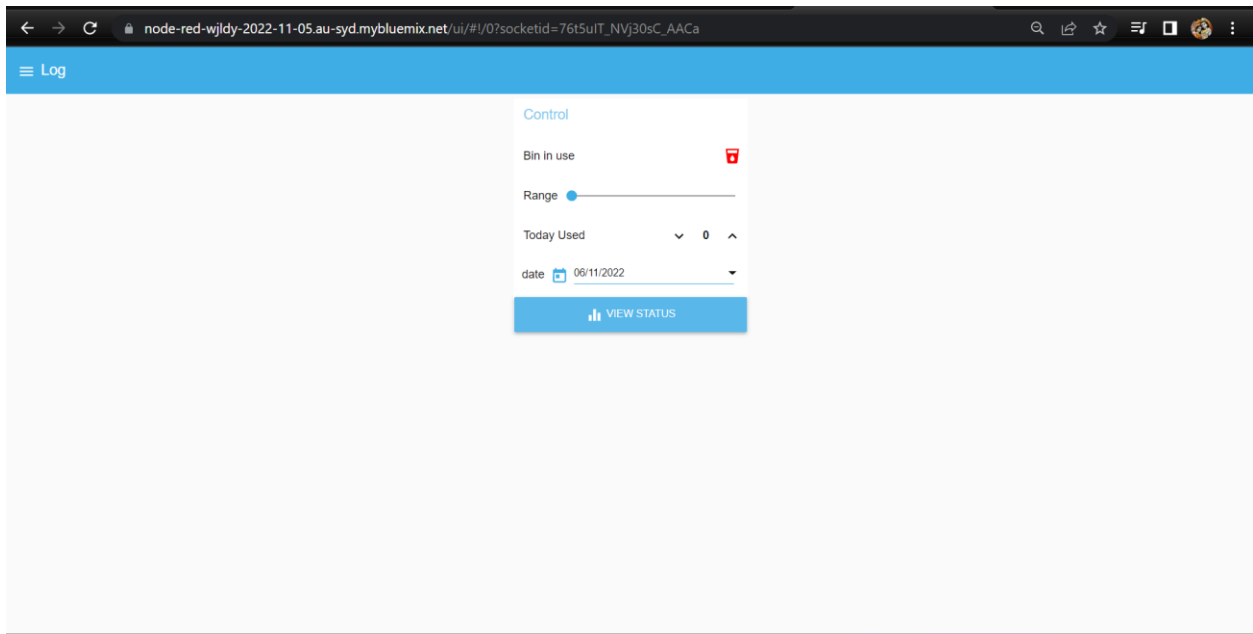 node-red-wjldy-2022-11-05.au-syd.mybluemix.net/ui/#!/0?socketid=76t5uIT_NVj30sC_AACa
Log
Control
Bin in use
Range
Today Used 0
date 06/11/2022
VIEW STATUS